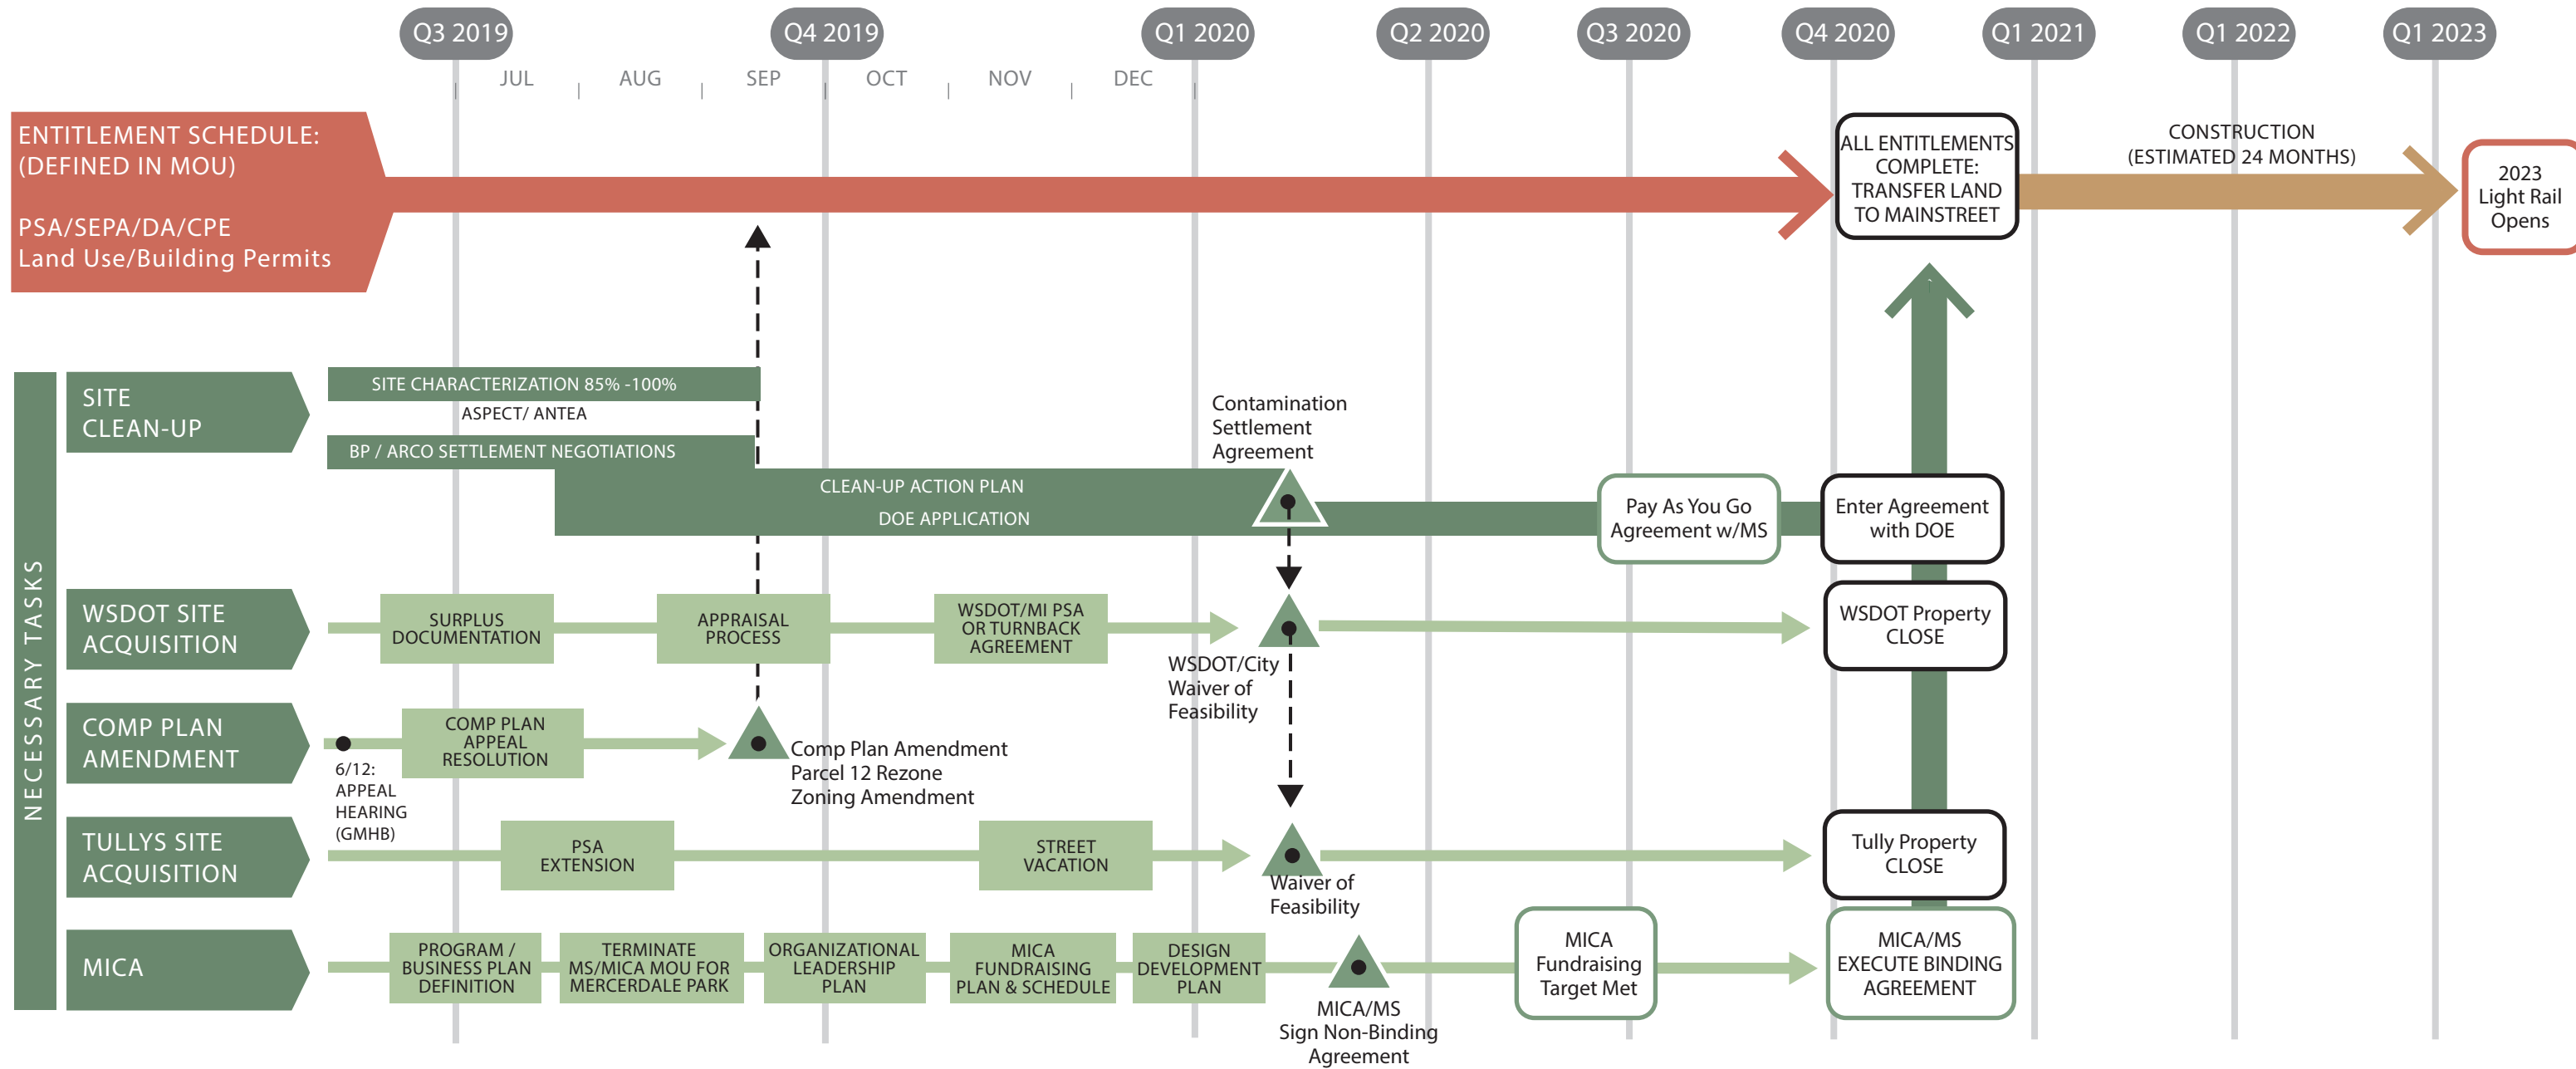 Q3 2019
Q4 2019
Q1 2020
Q2 2020
Q3 2020
Q4 2020
Q1 2021
Q1 2022
Q1 2023
JUL
AUG
SEP
OCT
NOV
DEC
ENTITLEMENT SCHEDULE:
(DEFINED IN MOU)
PSA/SEPA/DA/CPE
Land Use/Building Permits
ALL ENTITLEMENTS
COMPLETE:
TRANSFER LAND
TO MAINSTREET
CONSTRUCTION
(ESTIMATED 24 MONTHS)
2023
Light Rail
Opens
NECESSARY TASKS
SITE
CLEAN-UP
SITE CHARACTERIZATION 85% -100%
ASPECT/ ANTEA
BP / ARCO SETTLEMENT NEGOTIATIONS
CLEAN-UP ACTION PLAN
DOE APPLICATION
Contamination
Settlement
Agreement
Pay As You Go
Agreement w/MS
Enter Agreement
with DOE
WSDOT SITE
ACQUISITION
SURPLUS
DOCUMENTATION
APPRAISAL
PROCESS
WSDOT/MI PSA
OR TURNBACK
AGREEMENT
WSDOT/City
Waiver of
Feasibility
WSDOT Property
CLOSE
COMP PLAN
AMENDMENT
6/12:
APPEAL
HEARING
(GMHB)
COMP PLAN
APPEAL
RESOLUTION
Comp Plan Amendment
Parcel 12 Rezone
Zoning Amendment
TULLYS SITE
ACQUISITION
PSA
EXTENSION
STREET
VACATION
Waiver of
Feasibility
Tully Property
CLOSE
MICA
PROGRAM /
BUSINESS PLAN
DEFINITION
TERMINATE
MS/MICA MOU FOR
MERCERDALE PARK
ORGANIZATIONAL
LEADERSHIP
PLAN
MICA
FUNDRAISING
PLAN & SCHEDULE
DESIGN
DEVELOPMENT
PLAN
MICA/MS
Sign Non-Binding
Agreement
MICA
Fundraising
Target Met
MICA/MS
EXECUTE BINDING
AGREEMENT